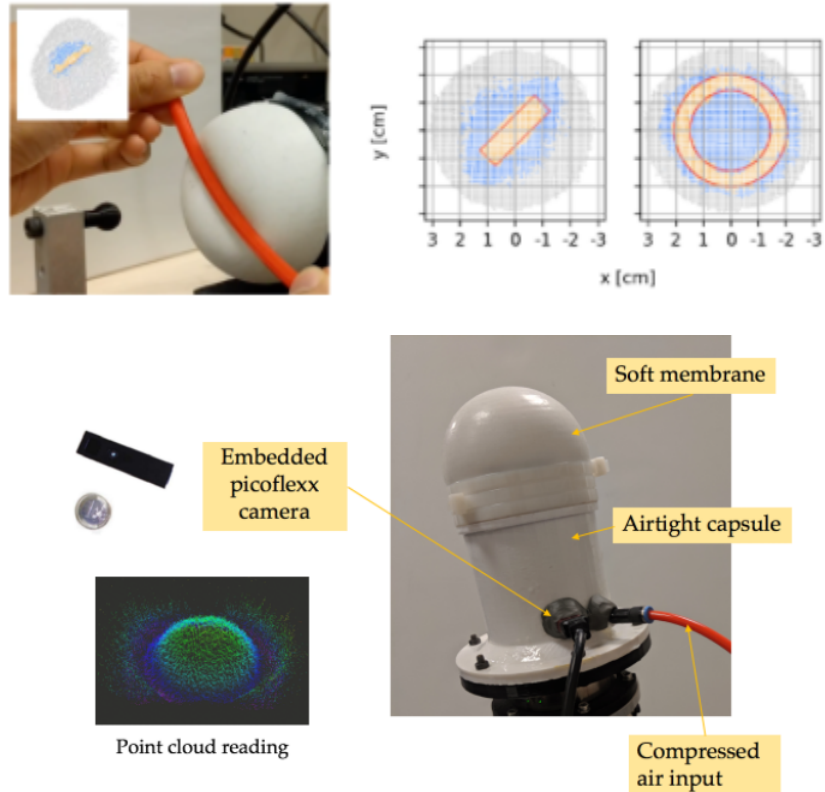 y [cm]
3 2 1 0 -1 -2 -3
3 2 1 0 -1 -2 -3
x [cm]
Soft membrane
Embedded
picoflexx
camera
Airtight capsule
Point cloud reading
Compressed
air input